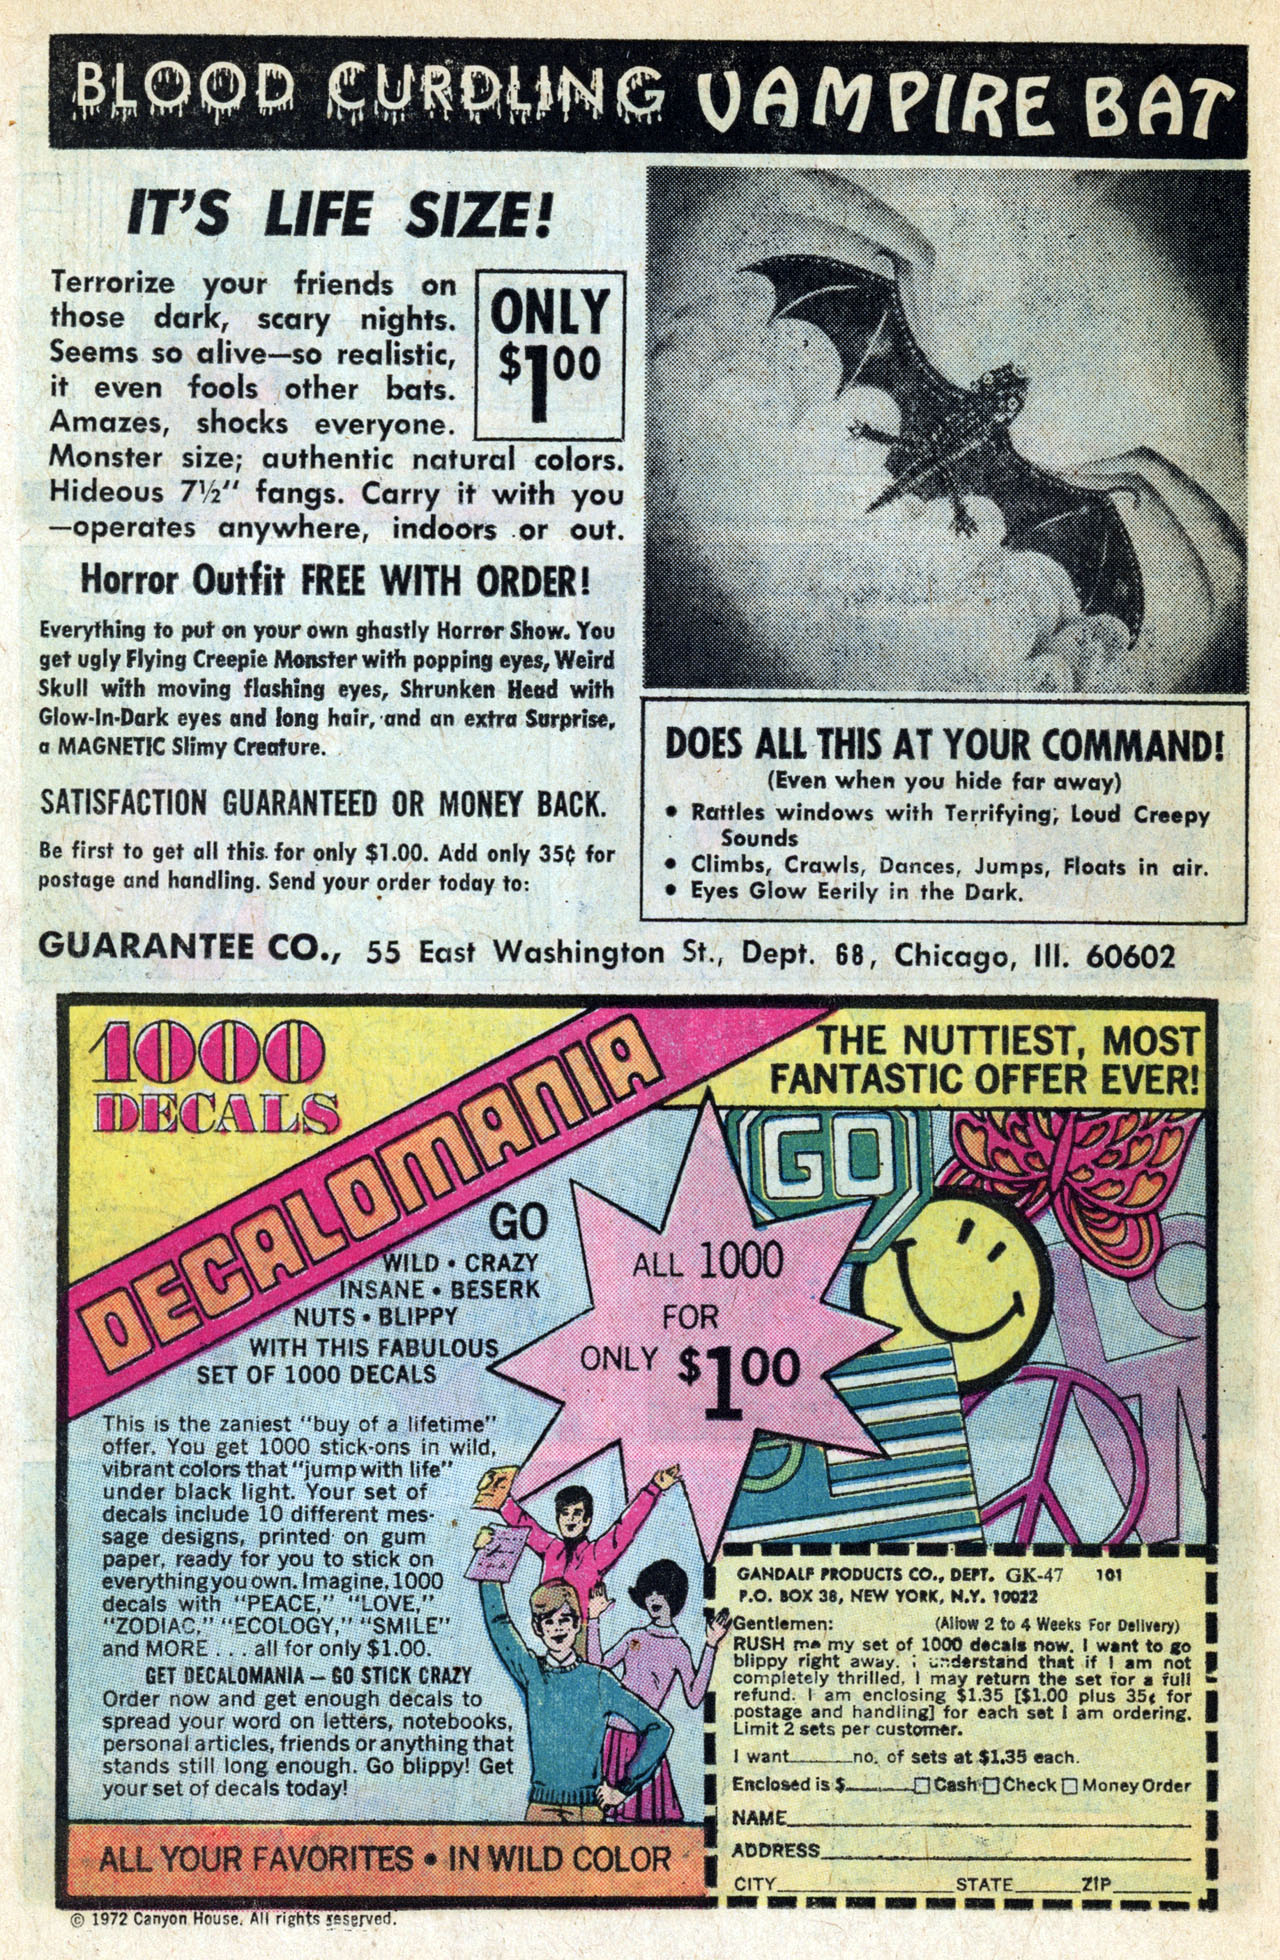 BLOOD CURDLING VAMPIRE BAT
IT'S LIFE SIZE!
Terrorize your friends on
those dark, scary nights.
Seems so alive—so realistic,
it even fools other bats.
Amazes, shocks everyone.
Monster size; authentic natural colors.
Hideous 7½" fangs. Carry it with you
—operates anywhere, indoors or out.
ONLY
$1.00
Horror Outfit FREE WITH ORDER!
Everything to put on your own ghastly Horror Show. You
get ugly Flying Creepie Monster with popping eyes, Weird
Skull with moving flashing eyes, Shrunken Head with
Glow-In-Dark eyes and long hair, and an extra Surprise,
a MAGNETIC Slimy Creature.
SATISFACTION GUARANTEED OR MONEY BACK.
Be first to get all this for only $1.00. Add only 35¢ for
postage and handling. Send your order today to:
DOES ALL THIS AT YOUR COMMAND!
(Even when you hide far away)
• Rattles windows with Terrifying, Loud Creepy
Sounds
• Climbs, Crawls, Dances, Jumps, Floats in air.
• Eyes Glow Eerily in the Dark.
GUARANTEE CO., 55 East Washington St., Dept. 68, Chicago, Ill. 60602
1000
DECALS
DECALOMANIA
THE NUTTIEST, MOST
FANTASTIC OFFER EVER!
GO
GO
WILD • CRAZY
INSANE • BESERK
NUTS • BLIPPY
WITH THIS FABULOUS
SET OF 1000 DECALS
ALL 1000
FOR
ONLY $1.00
This is the zaniest "buy of a lifetime"
offer. You get 1000 stick-ons in wild,
vibrant colors that "jump with life"
under black light. Your set of
decals include 10 different mes-
sage designs, printed on gum
paper, ready for you to stick on
everything you own. Imagine, 1000
decals with "PEACE," "LOVE,"
"ZODIAC," "ECOLOGY," "SMILE"
and MORE . . . all for only $1.00.
GET DECALOMANIA — GO STICK CRAZY
Order now and get enough decals to
spread your word on letters, notebooks,
personal articles, friends or anything that
stands still long enough. Go blippy! Get
your set of decals today!
ALL YOUR FAVORITES • IN WILD COLOR
GANDALF PRODUCTS CO., DEPT. GK-47 101
P.O. BOX 38, NEW YORK, N.Y. 10022
Gentlemen: (Allow 2 to 4 Weeks For Delivery)
RUSH me my set of 1000 decals now. I want to go
blippy right away. I understand that if I am not
completely thrilled, I may return the set for a full
refund. I am enclosing $1.35 [$1.00 plus 35¢ for
postage and handling] for each set I am ordering.
Limit 2 sets per customer.
I want______no. of sets at $1.35 each.
Enclosed is $______ □ Cash □ Check □ Money Order
NAME
ADDRESS
CITY STATE ZIP
© 1972 Canyon House. All rights reserved.